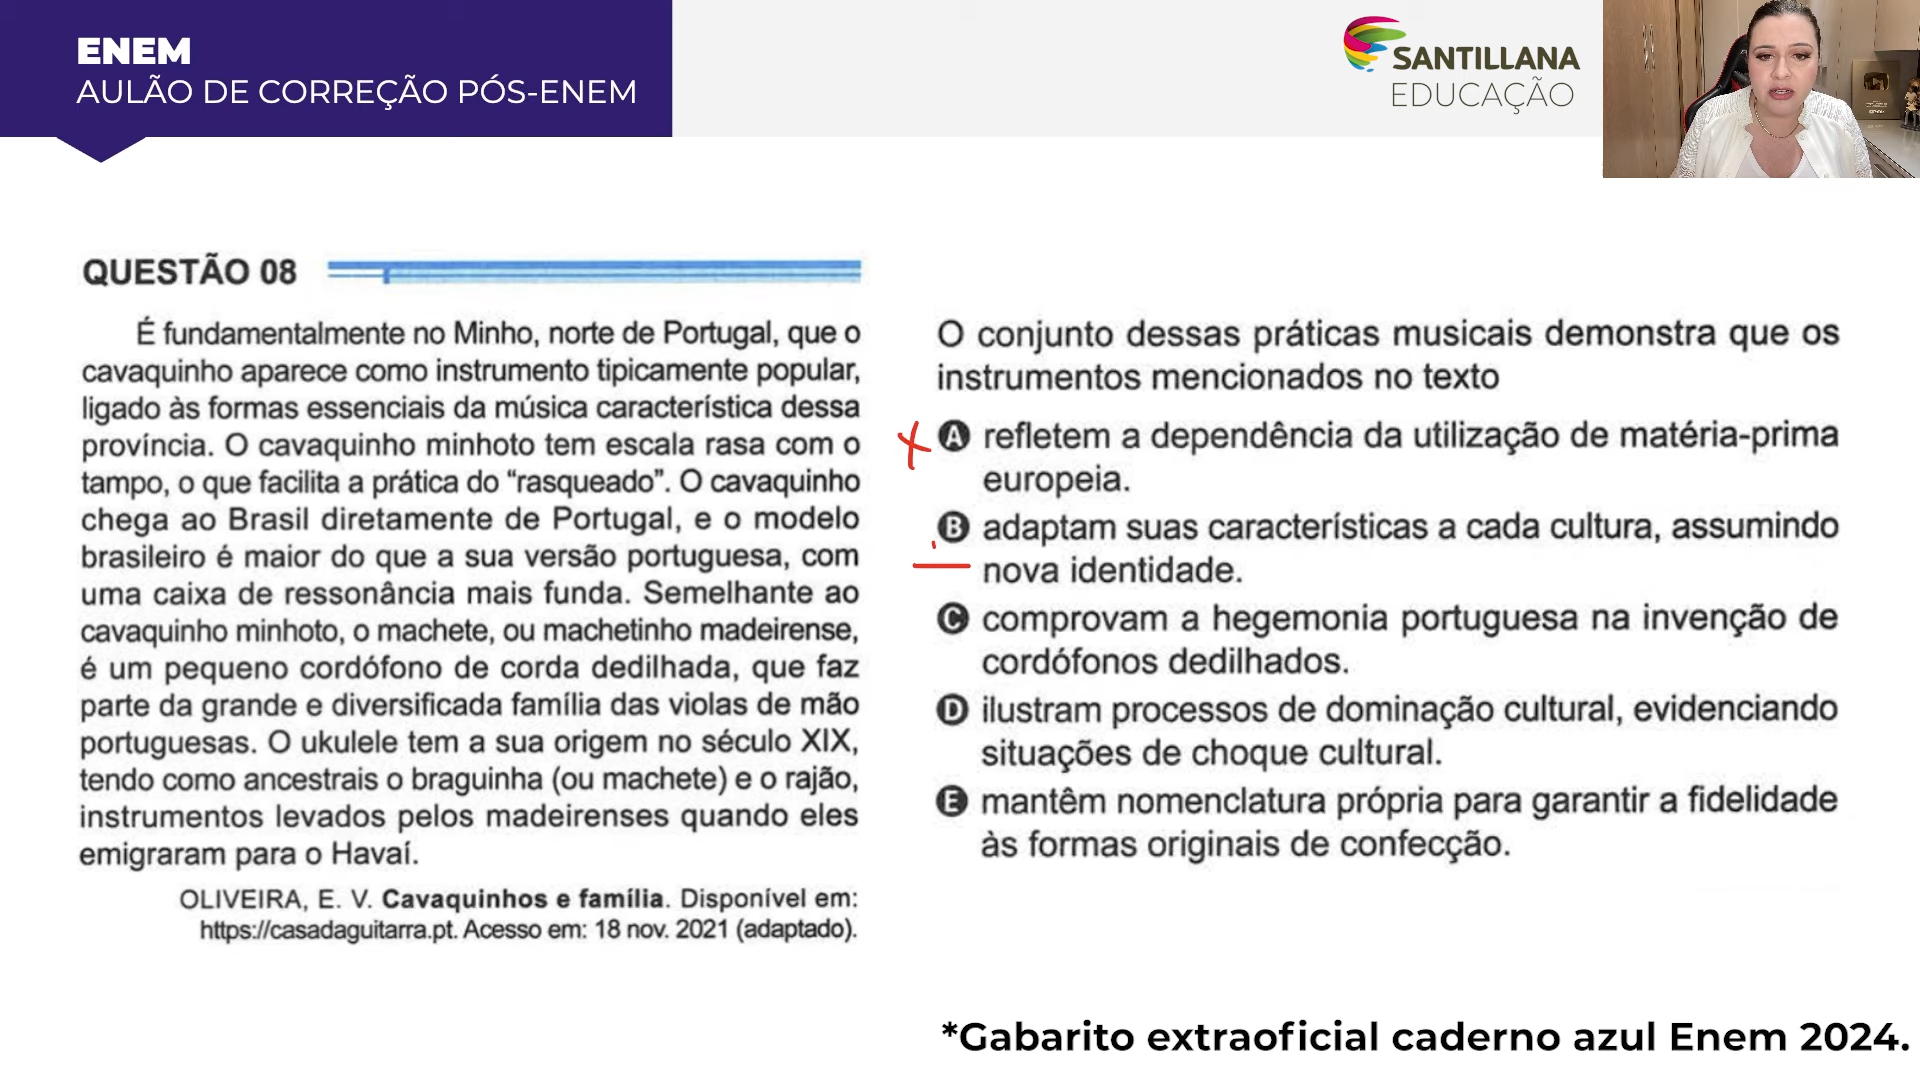 ENEM
AULÃO DE CORREÇÃO PÓS-ENEM
SANTILLANA
EDUCAÇÃO
QUESTÃO 08
É fundamentalmente no Minho, norte de Portugal, que o
cavaquinho aparece como instrumento tipicamente popular,
ligado às formas essenciais da música característica dessa
província. O cavaquinho minhoto tem escala rasa com o
tampo, o que facilita a prática do “rasqueado”. O cavaquinho
chega ao Brasil diretamente de Portugal, e o modelo
brasileiro é maior do que a sua versão portuguesa, com
uma caixa de ressonância mais funda. Semelhante ao
cavaquinho minhoto, o machete, ou machetinho madeirense,
é um pequeno cordófono de corda dedilhada, que faz
parte da grande e diversificada família das violas de mão
portuguesas. O ukulele tem a sua origem no século XIX,
tendo como ancestrais o braguinha (ou machete) e o rajão,
instrumentos levados pelos madeirenses quando eles
emigraram para o Havaí.
OLIVEIRA, E. V. Cavaquinhos e família. Disponível em:
https://casadaguitarra.pt. Acesso em: 18 nov. 2021 (adaptado).
O conjunto dessas práticas musicais demonstra que os
instrumentos mencionados no texto
A refletem a dependência da utilização de matéria-prima
europeia.
B adaptam suas características a cada cultura, assumindo
nova identidade.
C comprovam a hegemonia portuguesa na invenção de
cordófonos dedilhados.
D ilustram processos de dominação cultural, evidenciando
situações de choque cultural.
E mantêm nomenclatura própria para garantir a fidelidade
às formas originais de confecção.
*Gabarito extraoficial caderno azul Enem 2024.